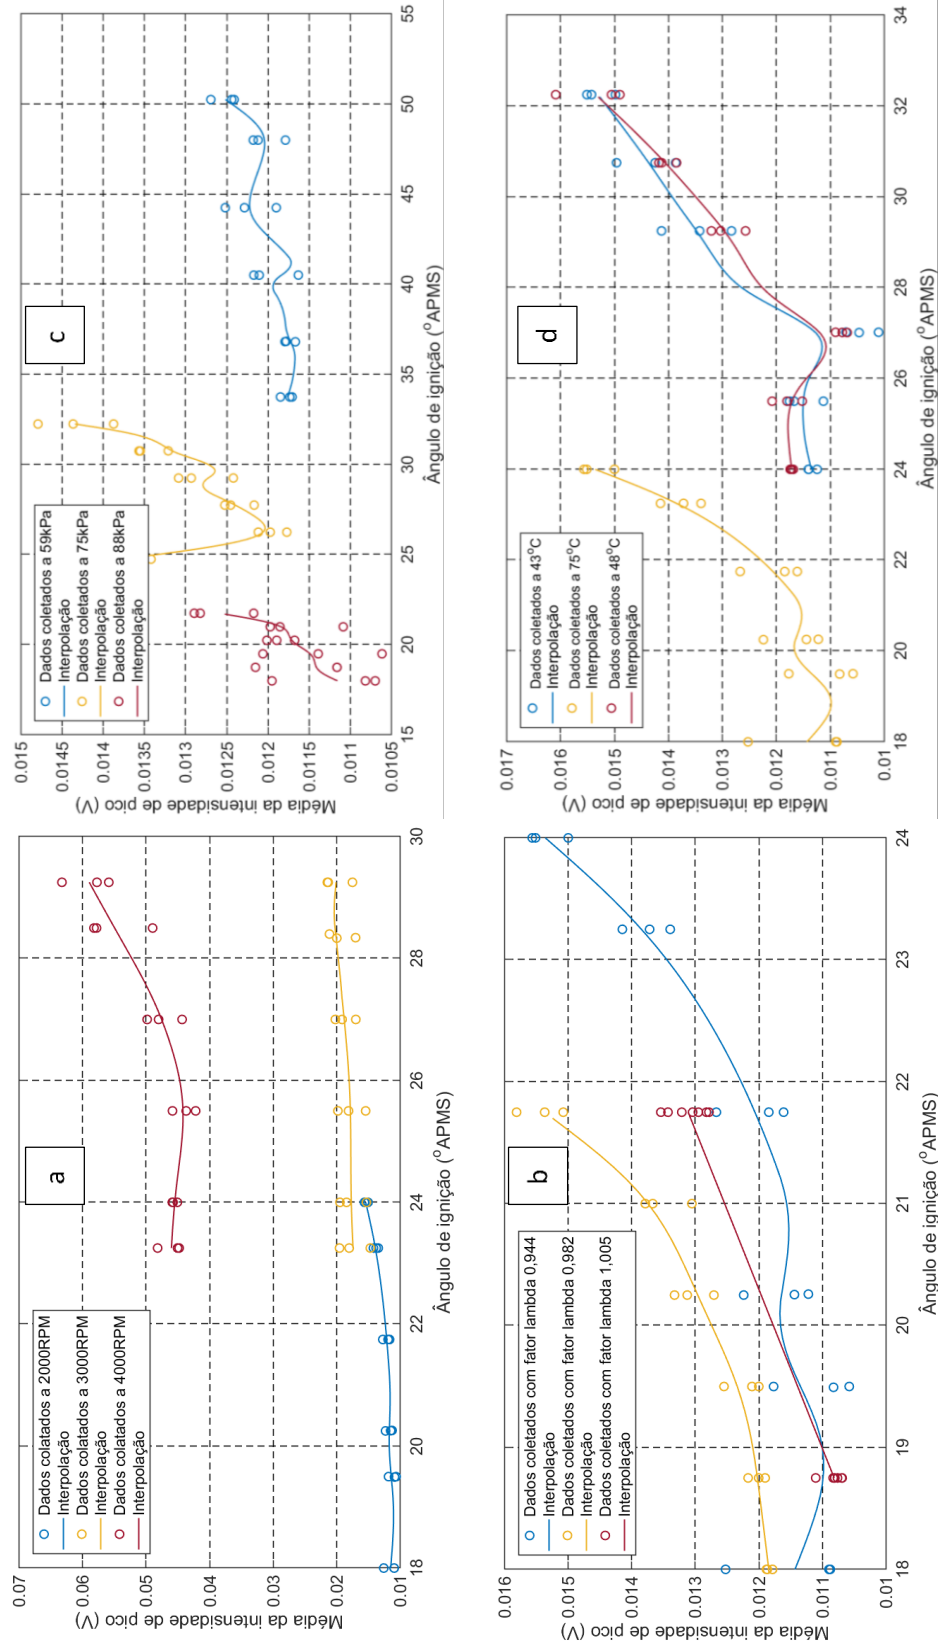 a
Média da intensidade de pico (V)
0.07
0.06
0.05
0.04
0.03
0.02
0.01
Dados colatados a 2000RPM
Interpolação
Dados coletados a 3000RPM
Interpolação
Dados colatados a 4000RPM
Interpolação
18
20
22
24
26
28
30
Ângulo de ignição (ºAPMS)
c
Média da intensidade de pico (V)
0.015
0.0145
0.014
0.0135
0.013
0.0125
0.012
0.0115
0.011
0.0105
Dados coletados a 59kPa
Interpolação
Dados coletados a 75kPa
Interpolação
Dados coletados a 88kPa
Interpolação
15
20
25
30
35
40
45
50
55
Ângulo de ignição (ºAPMS)
b
Média da intensidade de pico (V)
0.016
0.015
0.014
0.013
0.012
0.011
0.01
Dados coletados com fator lambda 0,944
Interpolação
Dados coletados com fator lambda 0,982
Interpolação
Dados coletados com fator lambda 1,005
Interpolação
18
19
20
21
22
23
24
Ângulo de ignição (ºAPMS)
d
Média da intensidade de pico (V)
0.017
0.016
0.015
0.014
0.013
0.012
0.011
0.01
Dados coletados a 43ºC
Interpolação
Dados coletados a 75ºC
Interpolação
Dados coletados a 48ºC
Interpolação
18
20
22
24
26
28
30
32
34
Ângulo de ignição (ºAPMS)